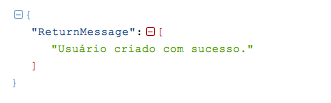 {
"ReturnMessage":[
"Usuário criado com sucesso."
]
}